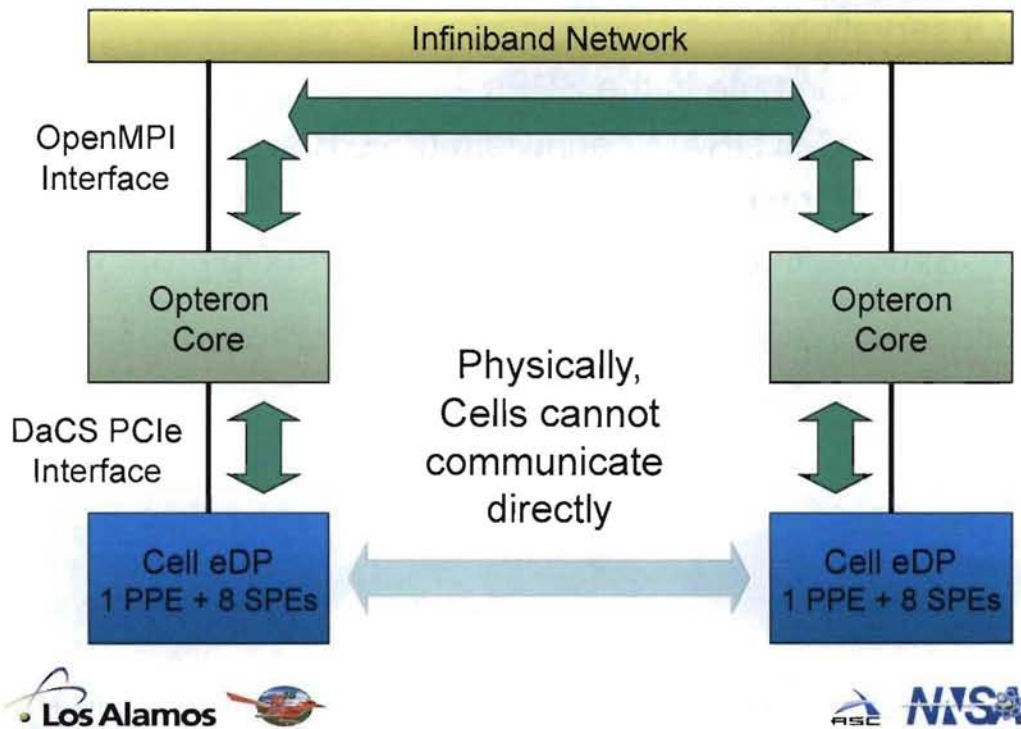 Infiniband Network
OpenMPI
Interface
Opteron
Core
Opteron
Core
Physically,
Cells cannot
communicate
directly
DaCS PCIe
Interface
Cell eDP
1 PPE + 8 SPEs
Cell eDP
1 PPE + 8 SPEs
Los Alamos
ASC